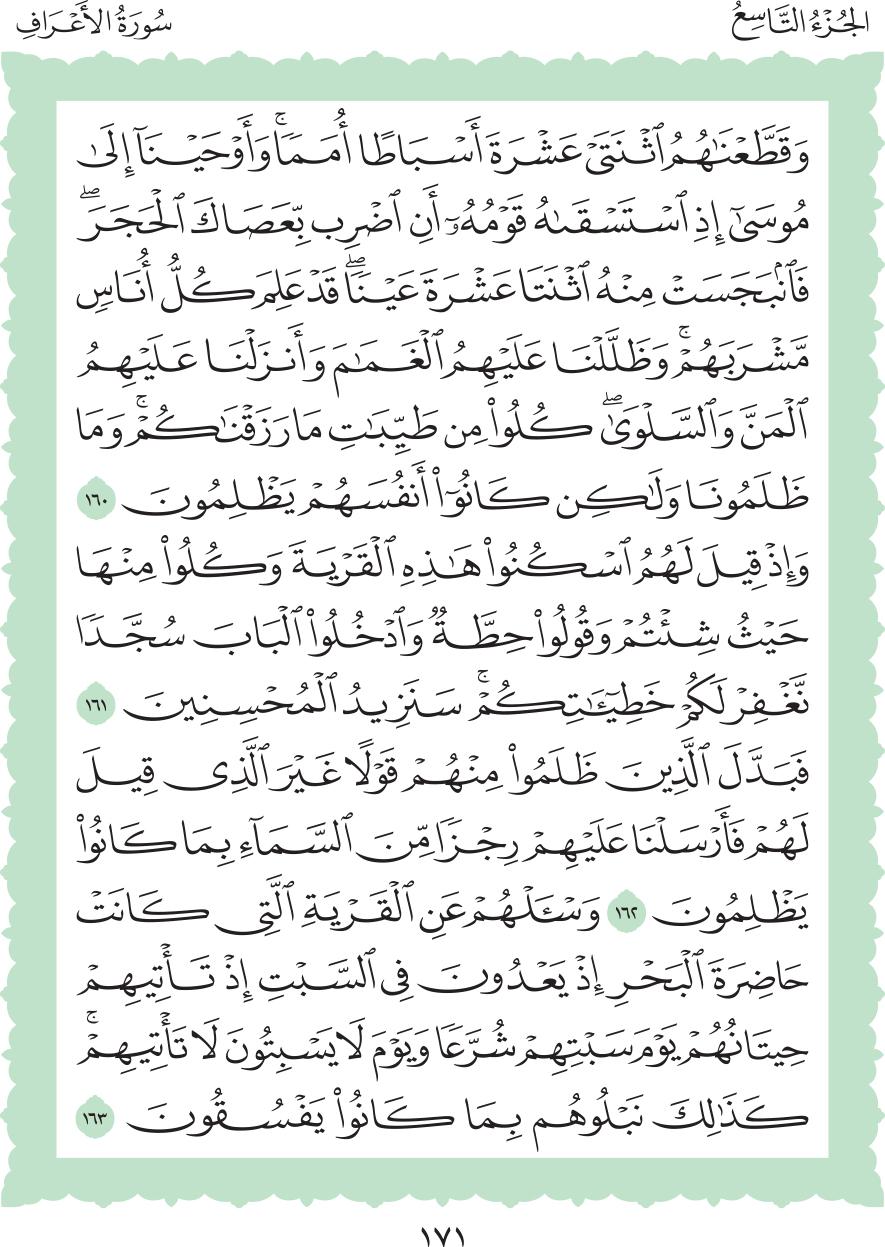 الجُزْءُ التَّاسِعُ
سُورَةُ الأَعْرَافِ
وَقَطَّعْنَٰهُمُ ٱثْنَتَىْ عَشْرَةَ أَسْبَاطًا أُمَمًا ۚ وَأَوْحَيْنَآ إِلَىٰ
مُوسَىٰٓ إِذِ ٱسْتَسْقَىٰهُ قَوْمُهُۥٓ أَنِ ٱضْرِب بِّعَصَاكَ ٱلْحَجَرَ ۖ
فَٱنۢبَجَسَتْ مِنْهُ ٱثْنَتَا عَشْرَةَ عَيْنًا ۖ قَدْ عَلِمَ كُلُّ أُنَاسٍ
مَّشْرَبَهُمْ ۚ وَظَلَّلْنَا عَلَيْهِمُ ٱلْغَمَٰمَ وَأَنزَلْنَا عَلَيْهِمُ
ٱلْمَنَّ وَٱلسَّلْوَىٰ ۖ كُلُوا۟ مِن طَيِّبَٰتِ مَا رَزَقْنَٰكُمْ ۚ وَمَا
ظَلَمُونَا وَلَٰكِن كَانُوٓا۟ أَنفُسَهُمْ يَظْلِمُونَ ١٦٠
وَإِذْ قِيلَ لَهُمُ ٱسْكُنُوا۟ هَٰذِهِ ٱلْقَرْيَةَ وَكُلُوا۟ مِنْهَا
حَيْثُ شِئْتُمْ وَقُولُوا۟ حِطَّةٌ وَٱدْخُلُوا۟ ٱلْبَابَ سُجَّدًا
نَّغْفِرْ لَكُمْ خَطِيٓـَٰٔتِكُمْ ۚ سَنَزِيدُ ٱلْمُحْسِنِينَ ١٦١
فَبَدَّلَ ٱلَّذِينَ ظَلَمُوا۟ مِنْهُمْ قَوْلًا غَيْرَ ٱلَّذِى قِيلَ
لَهُمْ فَأَرْسَلْنَا عَلَيْهِمْ رِجْزًا مِّنَ ٱلسَّمَآءِ بِمَا كَانُوا۟
يَظْلِمُونَ ١٦٢ وَسْـَٔلْهُمْ عَنِ ٱلْقَرْيَةِ ٱلَّتِى كَانَتْ
حَاضِرَةَ ٱلْبَحْرِ إِذْ يَعْدُونَ فِى ٱلسَّبْتِ إِذْ تَأْتِيهِمْ
حِيتَانُهُمْ يَوْمَ سَبْتِهِمْ شُرَّعًا وَيَوْمَ لَا يَسْبِتُونَ لَا تَأْتِيهِمْ ۚ
كَذَٰلِكَ نَبْلُوهُم بِمَا كَانُوا۟ يَفْسُقُونَ ١٦٣
١٧١